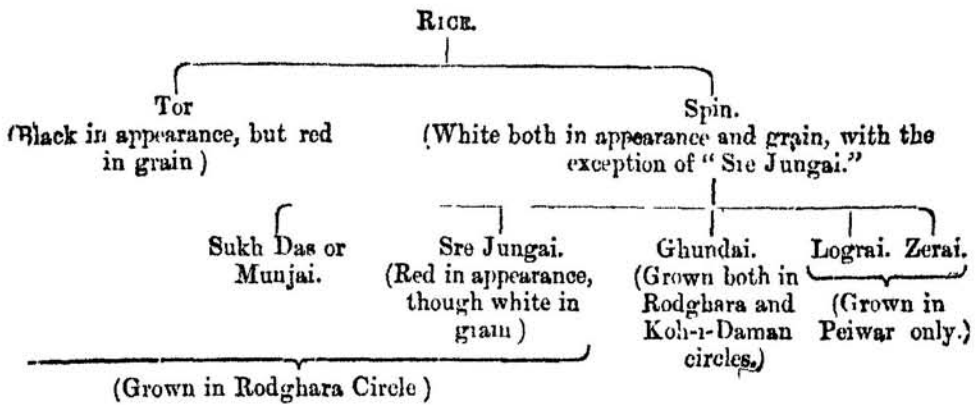 RICE.
Tor
(Black in appearance, but red
in grain)
Spin.
(White both in appearance and grain, with the
exception of "Sre Jungai."
Sukh Das or
Munjai.
Sre Jungai.
(Red in appearance,
though white in
grain)
Ghundai.
(Grown both in
Rodghara and
Koh-i-Daman
circles.)
Lograi. Zerai.
(Grown in
Peiwar only.)
(Grown in Rodghara Circle)